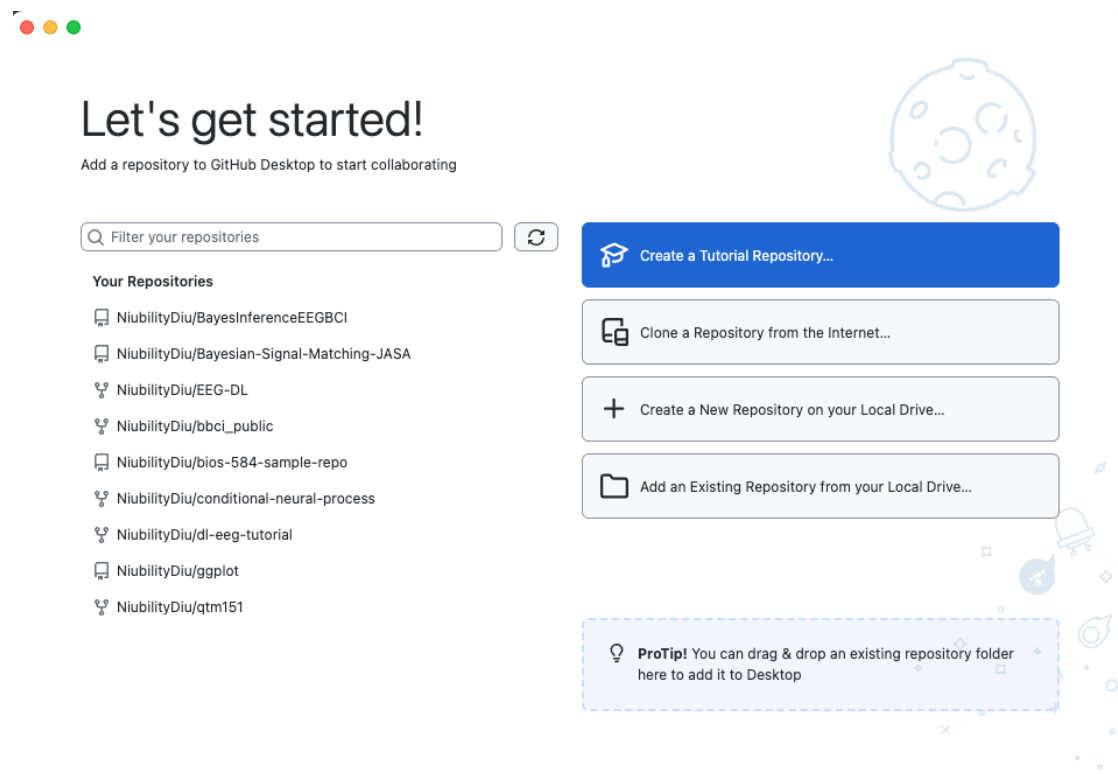 Let's get started!
Add a repository to GitHub Desktop to start collaborating
Filter your repositories
Your Repositories
NiubilityDiu/BayesInferenceEEGBCI
NiubilityDiu/Bayesian-Signal-Matching-JASA
NiubilityDiu/EEG-DL
NiubilityDiu/bbci_public
NiubilityDiu/bios-584-sample-repo
NiubilityDiu/conditional-neural-process
NiubilityDiu/dl-eeg-tutorial
NiubilityDiu/ggplot
NiubilityDiu/qtm151
Create a Tutorial Repository...
Clone a Repository from the Internet...
Create a New Repository on your Local Drive...
Add an Existing Repository from your Local Drive...
ProTip! You can drag & drop an existing repository folder
here to add it to Desktop